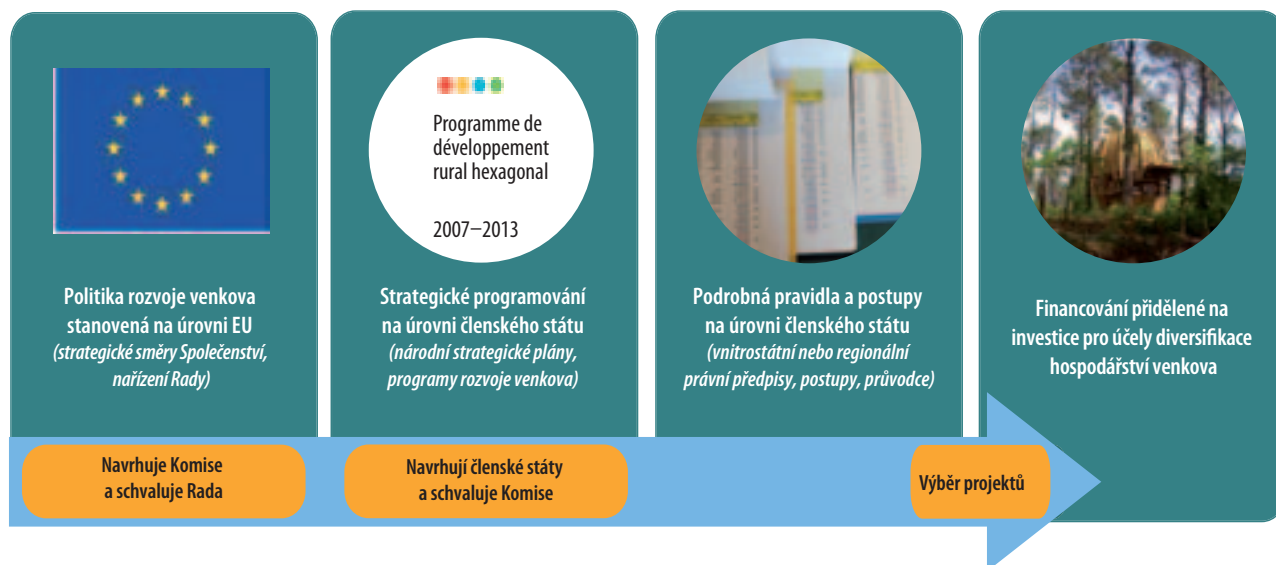 Programme de
développement
rural hexagonal
2007–2013
Politika rozvoje venkova
stanovená na úrovni EU
(strategické směry Společenství,
nařízení Rady)
Strategické programování
na úrovni členského státu
(národní strategické plány,
programy rozvoje venkova)
Podrobná pravidla a postupy
na úrovni členského státu
(vnitrostátní nebo regionální
právní předpisy, postupy, průvodce)
Financování přidělené na
investice pro účely diversifikace
hospodářství venkova
Navrhuje Komise
a schvaluje Rada
Navrhují členské státy
a schvaluje Komise
Výběr projektů